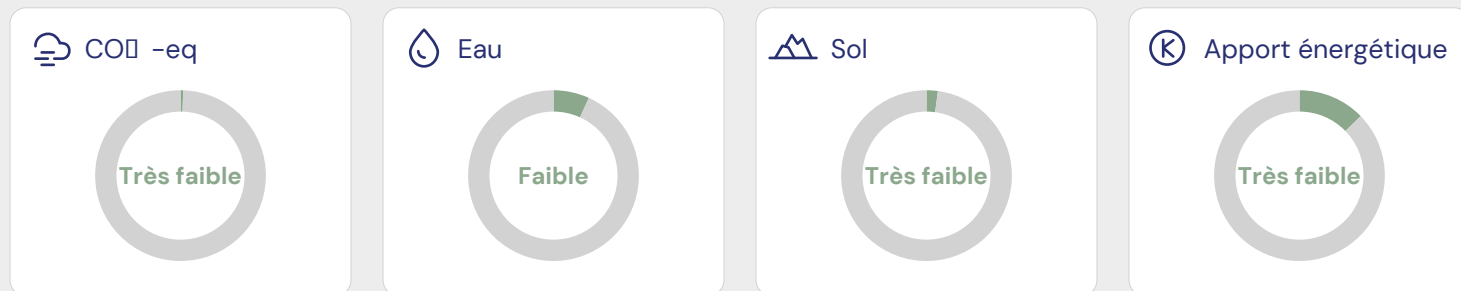 CO▯ -eq
Eau
Sol
Apport énergétique
Très faible
Faible
Très faible
Très faible